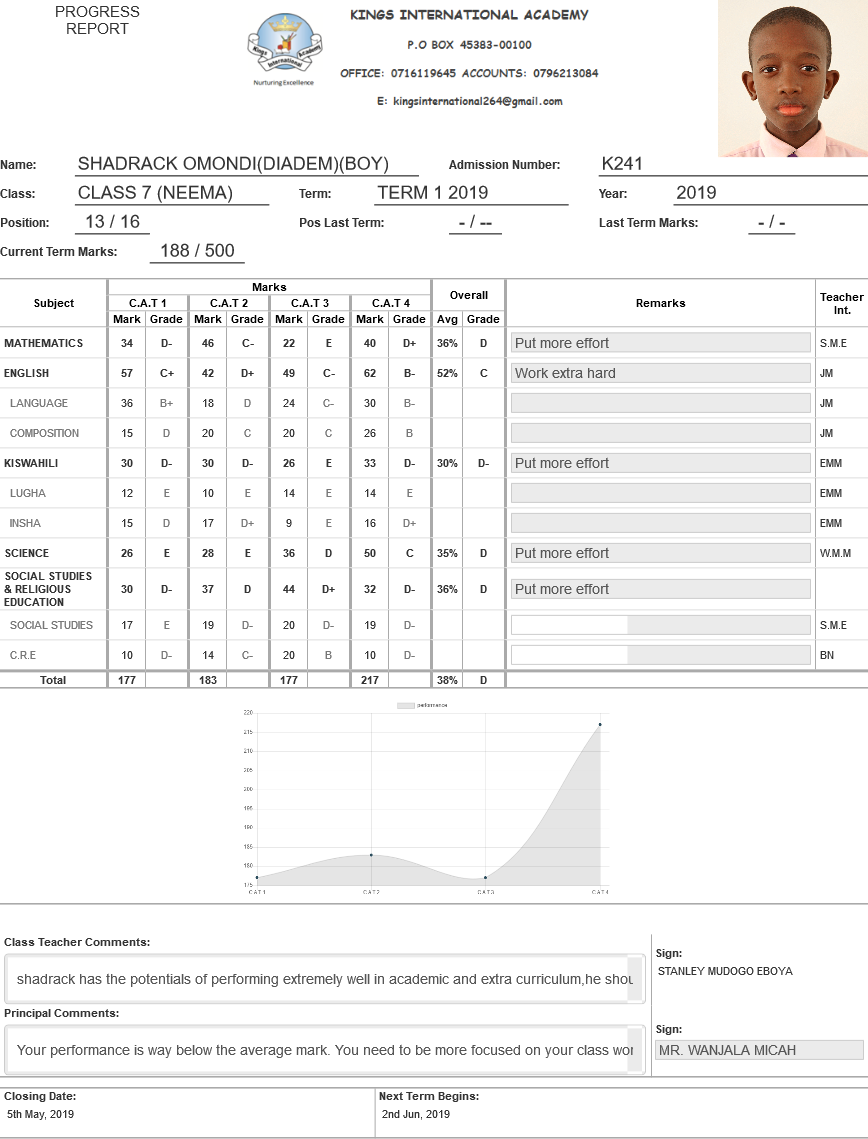 PROGRESS
REPORT
Kings International Academy
Nurturing Excellence
KINGS INTERNATIONAL ACADEMY
P.O BOX 45383-00100
OFFICE: 0716119645 ACCOUNTS: 0796213084
E: kingsinternational264@gmail.com
Name: SHADRACK OMONDI(DIADEM)(BOY) Admission Number: K241
Class: CLASS 7 (NEEMA) Term: TERM 1 2019 Year: 2019
Position: 13 / 16 Pos Last Term: - / -- Last Term Marks: - / -
Current Term Marks: 188 / 500
Subject Marks Overall Remarks Teacher Int.
C.A.T 1 C.A.T 2 C.A.T 3 C.A.T 4
Mark Grade Mark Grade Mark Grade Mark Grade Avg Grade
MATHEMATICS 34 D- 46 C- 22 E 40 D+ 36% D Put more effort S.M.E
ENGLISH 57 C+ 42 D+ 49 C- 62 B- 52% C Work extra hard JM
LANGUAGE 36 B+ 18 D 24 C- 30 B- JM
COMPOSITION 15 D 20 C 20 C 26 B JM
KISWAHILI 30 D- 30 D- 26 E 33 D- 30% D- Put more effort EMM
LUGHA 12 E 10 E 14 E 14 E EMM
INSHA 15 D 17 D+ 9 E 16 D+ EMM
SCIENCE 26 E 28 E 36 D 50 C 35% D Put more effort W.M.M
SOCIAL STUDIES
& RELIGIOUS
EDUCATION 30 D- 37 D 44 D+ 32 D- 36% D Put more effort
SOCIAL STUDIES 17 E 19 D- 20 D- 19 D- S.M.E
C.R.E 10 D- 14 C- 20 B 10 D- BN
Total 177 183 177 217 38% D
performance
220
215
210
205
200
195
190
185
180
175
CAT1 CAT2 CAT3 CAT4
Class Teacher Comments:
shadrack has the potentials of performing extremely well in academic and extra curriculum,he shou
Sign:
STANLEY MUDOGO EBOYA
Principal Comments:
Your performance is way below the average mark. You need to be more focused on your class wor
Sign:
MR. WANJALA MICAH
Closing Date: Next Term Begins:
5th May, 2019 2nd Jun, 2019